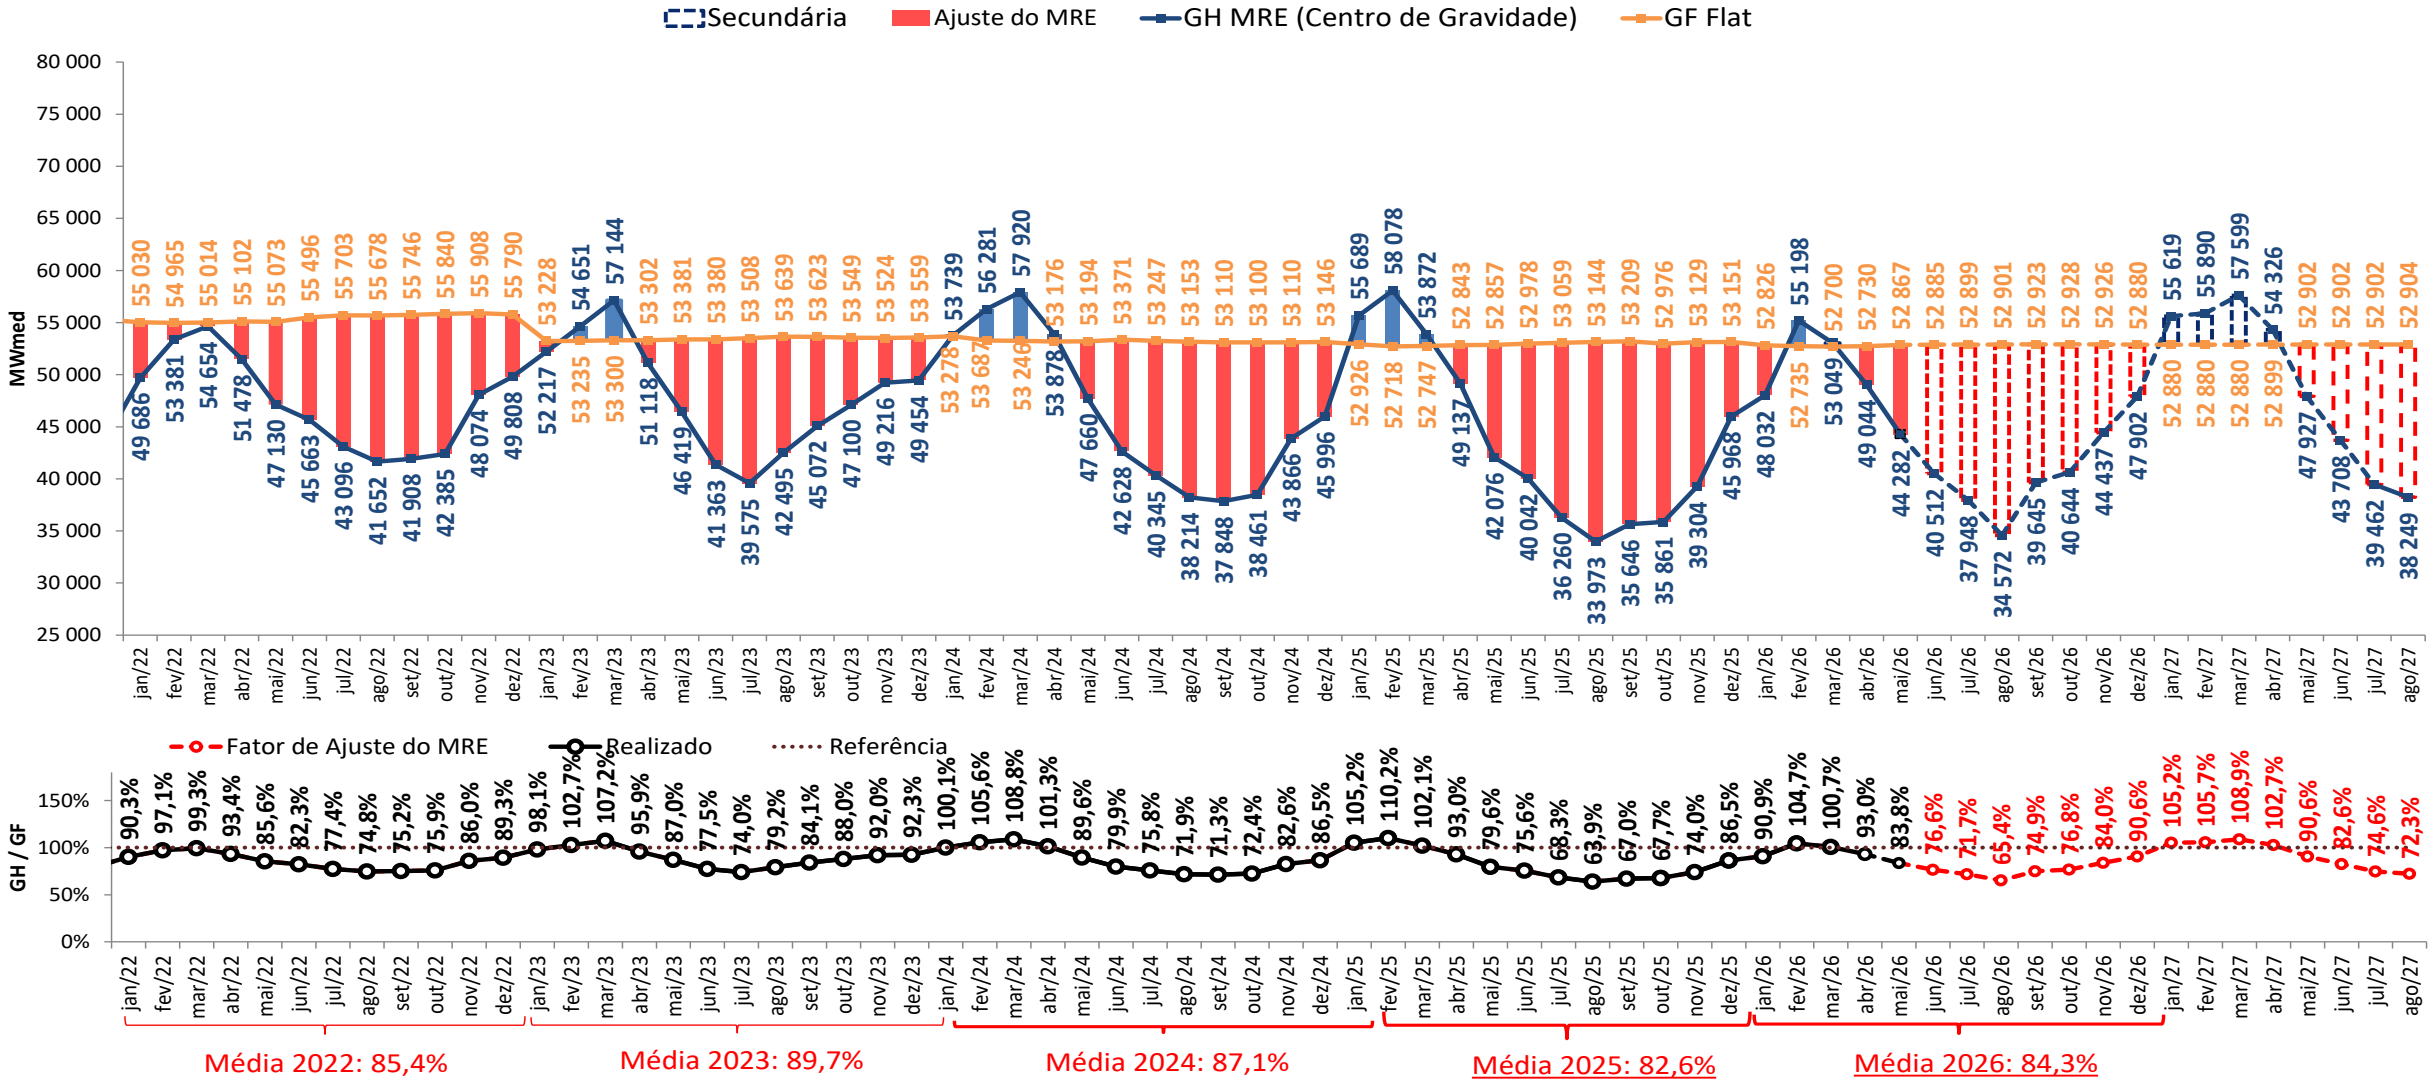 Secundária Ajuste do MRE GH MRE (Centro de Gravidade) GF Flat
MWmed
80 000
75 000
70 000
65 000
60 000
55 000
50 000
45 000
40 000
35 000
30 000
25 000
55 030 54 965 55 014 55 102 55 073 55 496 55 703 55 678 55 746 55 840 55 908 55 790 53 228 54 651 57 144 53 302 53 381 53 380 53 508 53 639 53 623 53 549 53 524 53 559 53 739 56 281 57 920 53 176 53 194 53 371 53 247 53 153 53 110 53 100 53 110 53 146 55 689 58 078 53 872 52 843 52 857 52 978 53 059 53 144 53 209 52 976 53 129 53 151 52 826 55 198 52 700 52 730 52 867 52 885 52 899 52 901 52 923 52 928 52 926 52 880 55 619 55 890 57 599 54 326 52 902 52 902 52 902 52 904
49 686 53 381 54 654 51 478 47 130 45 663 43 096 41 652 41 908 42 385 48 074 49 808 52 217 53 235 53 300 51 118 46 419 41 363 39 575 42 495 45 072 47 100 49 216 49 454 53 278 53 687 53 246 53 878 47 660 42 628 40 345 38 214 37 848 38 461 43 866 45 996 52 926 52 718 52 747 49 137 42 076 40 042 36 260 33 973 35 646 35 861 39 304 45 968 48 032 52 735 53 049 49 044 44 282 40 512 37 948 34 572 39 645 40 644 44 437 47 902 52 880 52 880 52 880 52 899 47 927 43 708 39 462 38 249
jan/22 fev/22 mar/22 abr/22 mai/22 jun/22 jul/22 ago/22 set/22 out/22 nov/22 dez/22 jan/23 fev/23 mar/23 abr/23 mai/23 jun/23 jul/23 ago/23 set/23 out/23 nov/23 dez/23 jan/24 fev/24 mar/24 abr/24 mai/24 jun/24 jul/24 ago/24 set/24 out/24 nov/24 dez/24 jan/25 fev/25 mar/25 abr/25 mai/25 jun/25 jul/25 ago/25 set/25 out/25 nov/25 dez/25 jan/26 fev/26 mar/26 abr/26 mai/26 jun/26 jul/26 ago/26 set/26 out/26 nov/26 dez/26 jan/27 fev/27 mar/27 abr/27 mai/27 jun/27 jul/27 ago/27
Fator de Ajuste do MRE Realizado Referência
GH / GF
150%
100%
50%
0%
90,3% 97,1% 99,3% 93,4% 85,6% 82,3% 77,4% 74,8% 75,2% 75,9% 86,0% 89,3% 98,1% 102,7% 107,2% 95,9% 87,0% 77,5% 74,0% 79,2% 84,1% 88,0% 92,0% 92,3% 100,1% 105,6% 108,8% 101,3% 89,6% 79,9% 75,8% 71,9% 71,3% 72,4% 82,6% 86,5% 105,2% 110,2% 102,1% 93,0% 79,6% 75,6% 68,3% 63,9% 67,0% 67,7% 74,0% 86,5% 90,9% 104,7% 100,7% 93,0% 83,8% 76,6% 71,7% 65,4% 74,9% 76,8% 84,0% 90,6% 105,2% 105,7% 108,9% 102,7% 90,6% 82,6% 74,6% 72,3%
jan/22 fev/22 mar/22 abr/22 mai/22 jun/22 jul/22 ago/22 set/22 out/22 nov/22 dez/22 jan/23 fev/23 mar/23 abr/23 mai/23 jun/23 jul/23 ago/23 set/23 out/23 nov/23 dez/23 jan/24 fev/24 mar/24 abr/24 mai/24 jun/24 jul/24 ago/24 set/24 out/24 nov/24 dez/24 jan/25 fev/25 mar/25 abr/25 mai/25 jun/25 jul/25 ago/25 set/25 out/25 nov/25 dez/25 jan/26 fev/26 mar/26 abr/26 mai/26 jun/26 jul/26 ago/26 set/26 out/26 nov/26 dez/26 jan/27 fev/27 mar/27 abr/27 mai/27 jun/27 jul/27 ago/27
Média 2022: 85,4% Média 2023: 89,7% Média 2024: 87,1% Média 2025: 82,6% Média 2026: 84,3%